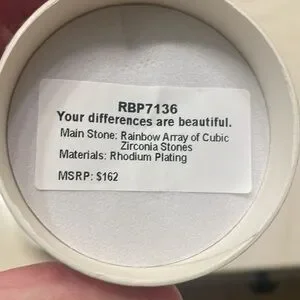 RBP7136
Your differences are beautiful.
Main Stone: Rainbow Array of Cubic
Zirconia Stones
Materials: Rhodium Plating
MSRP: $162